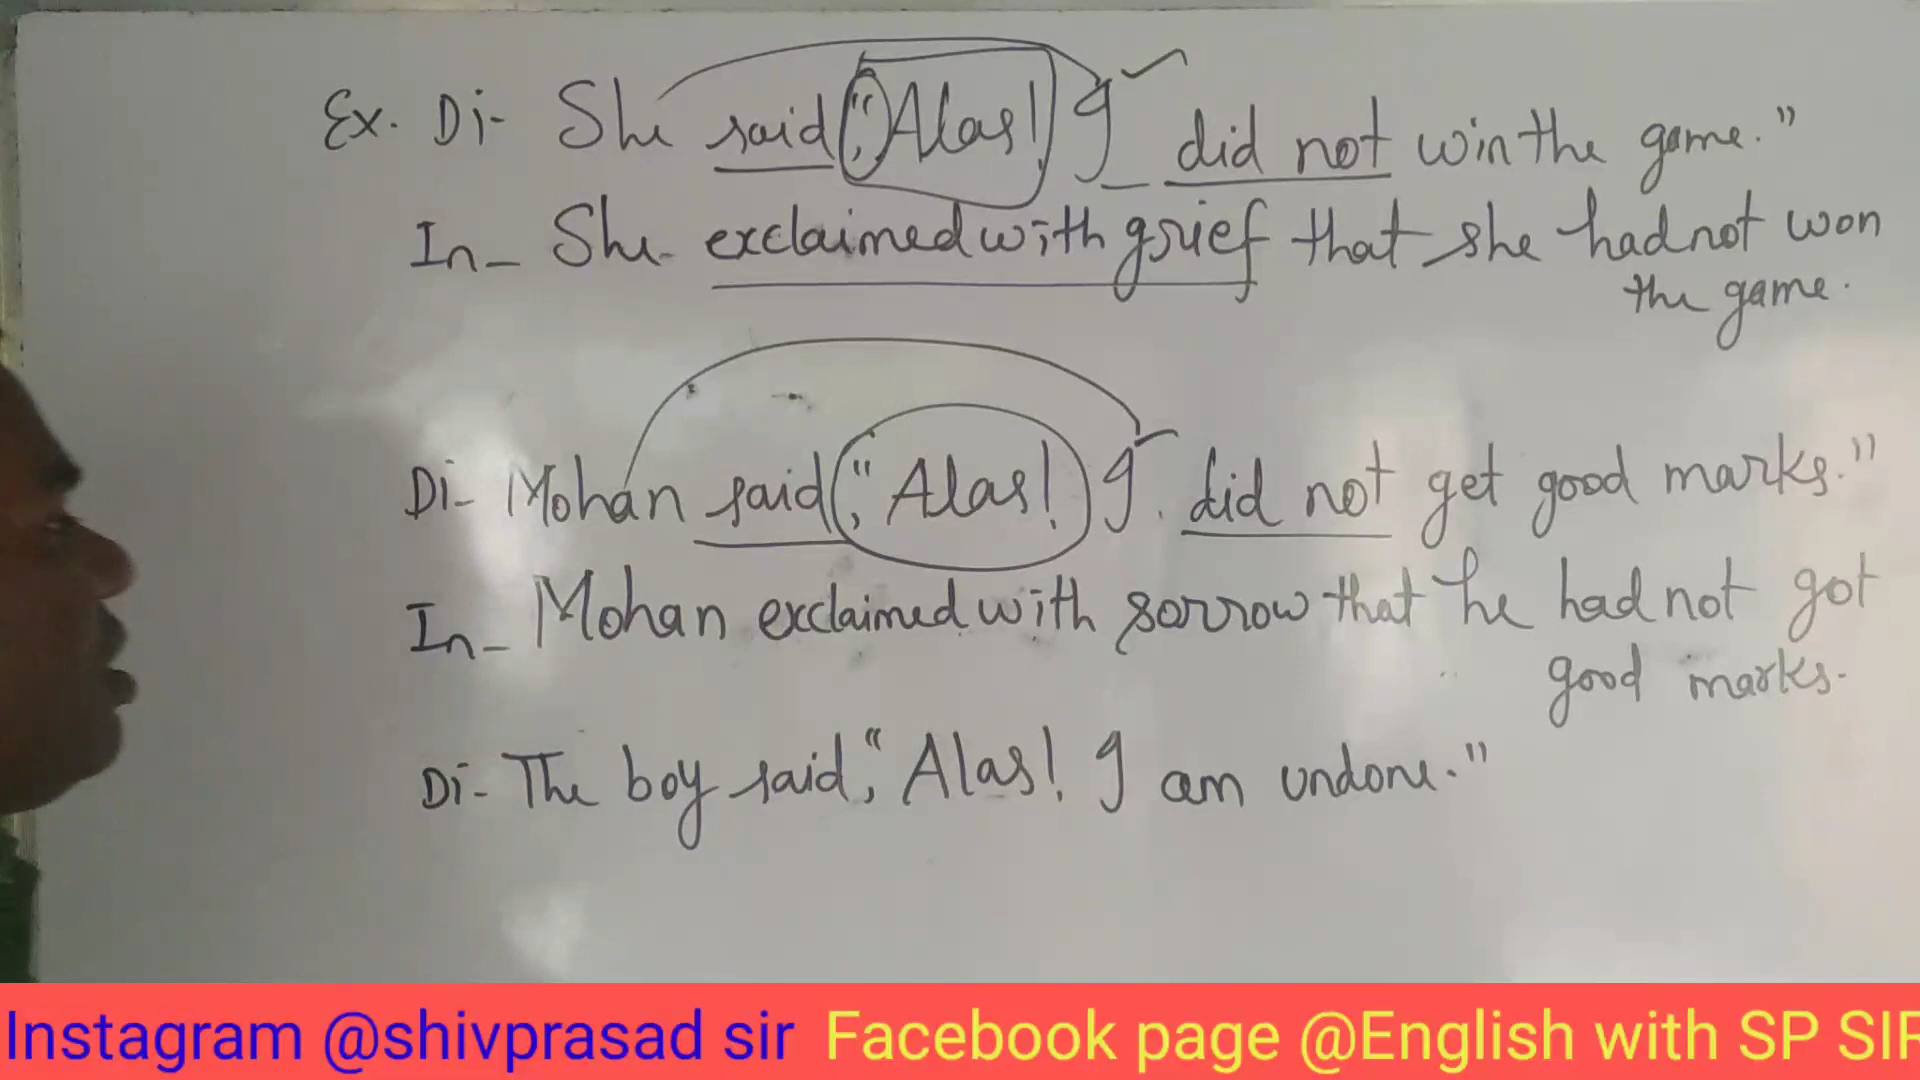 Ex. Di- She said, "Alas! I did not win the game."
In- She exclaimed with grief that she had not won
the game.
Di- Mohan said, "Alas! I did not get good marks."
In- Mohan exclaimed with sorrow that he had not got
good marks.
Di- The boy said, "Alas! I am undone."
Instagram @shivprasad sir Facebook page @English with SP SIR